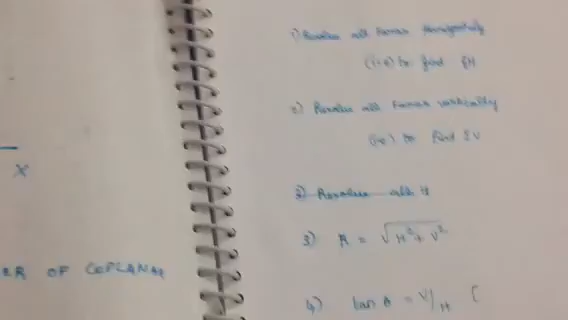 X
ER OF COPLANAR
1) Resolve all forces horizontally
(i-e) to find ΣH
2) Resolve all forces vertically
(i-e) to find ΣV
3) R = √H²+V²
4) tan θ = V/H (